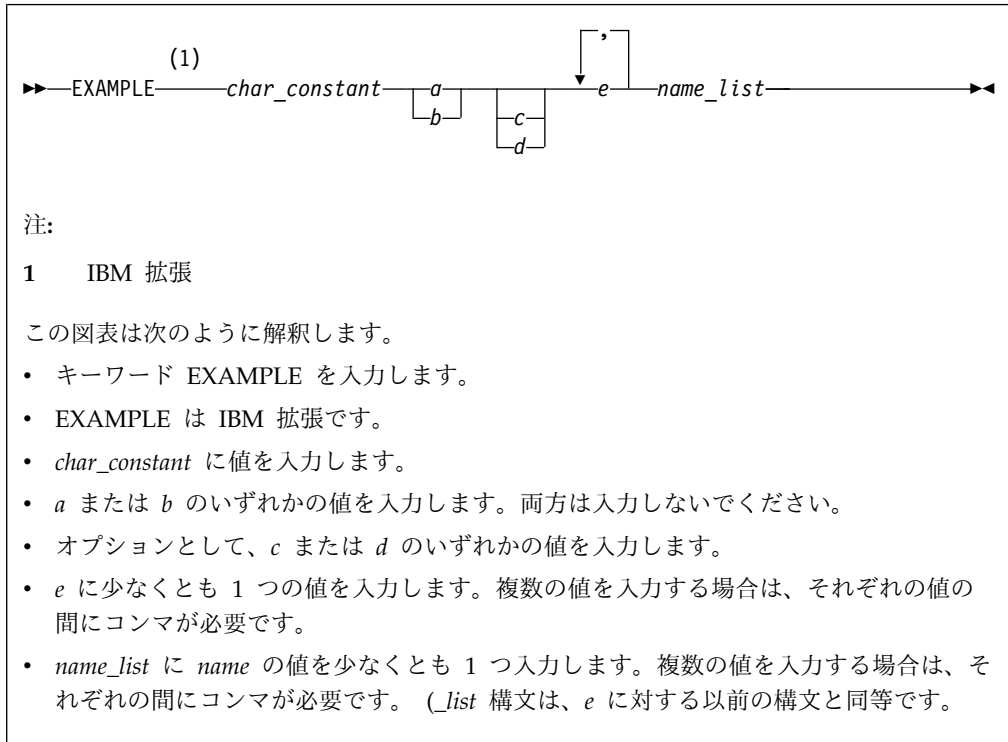 ,
(1)
EXAMPLE char_constant a e name_list
b c
d
注:
1 IBM 拡張
この図表は次のように解釈します。
• キーワード EXAMPLE を入力します。
• EXAMPLE は IBM 拡張です。
• char_constant に値を入力します。
• a または b のいずれかの値を入力します。両方は入力しないでください。
• オプションとして、c または d のいずれかの値を入力します。
• e に少なくとも 1 つの値を入力します。複数の値を入力する場合は、それぞれの値の
間にコンマが必要です。
• name_list に name の値を少なくとも 1 つ入力します。複数の値を入力する場合は、そ
れぞれの間にコンマが必要です。 (_list 構文は、e に対する以前の構文と同等です。